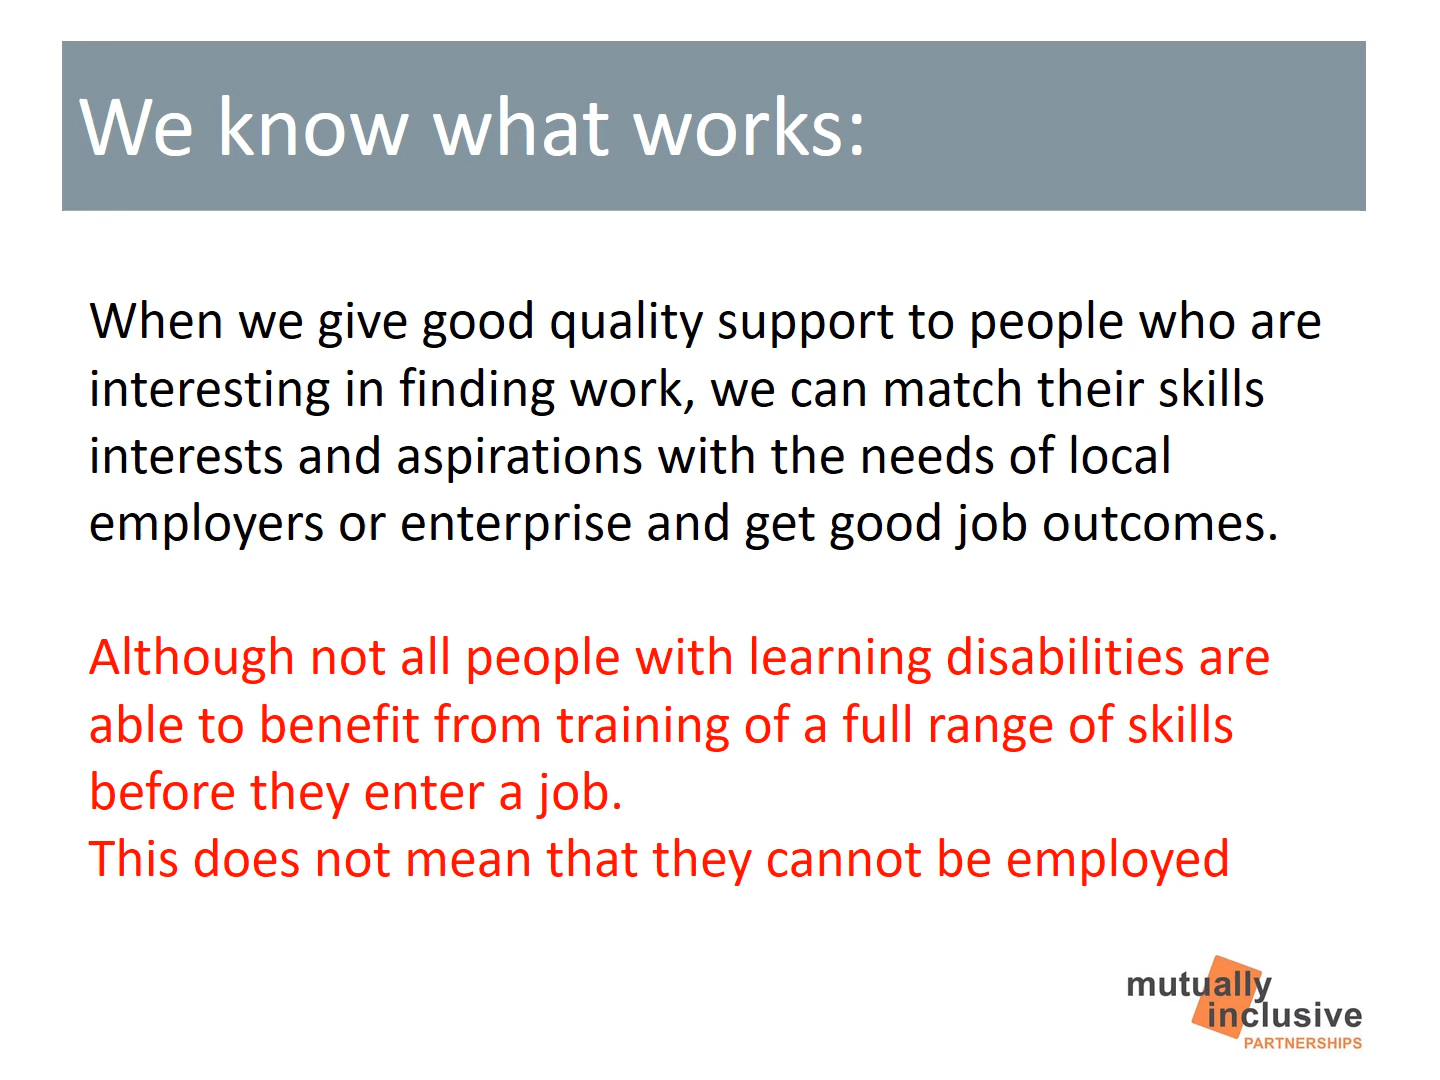 We know what works:
When we give good quality support to people who are
interesting in finding work, we can match their skills
interests and aspirations with the needs of local
employers or enterprise and get good job outcomes.
Although not all people with learning disabilities are
able to benefit from training of a full range of skills
before they enter a job.
This does not mean that they cannot be employed
mutually
inclusive
PARTNERSHIPS